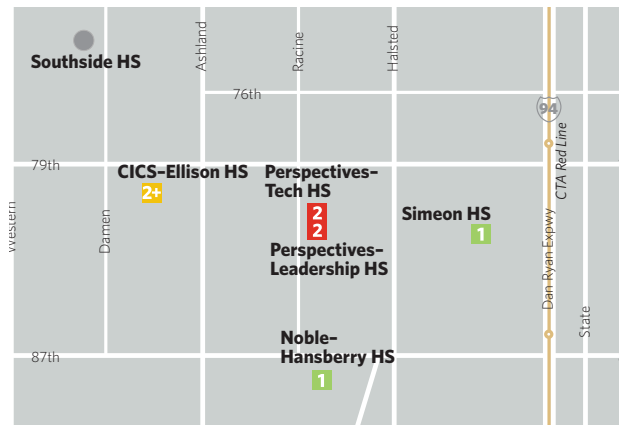 Southside HS
Ashland
Racine
Halsted
76th
94
CTA Red Line
79th
CICS–Ellison HS
2+
Perspectives–
Tech HS
2
2
Perspectives–
Leadership HS
Simeon HS
1
Western
Damen
Dan Ryan Expwy
State
Noble–
Hansberry HS
1
87th